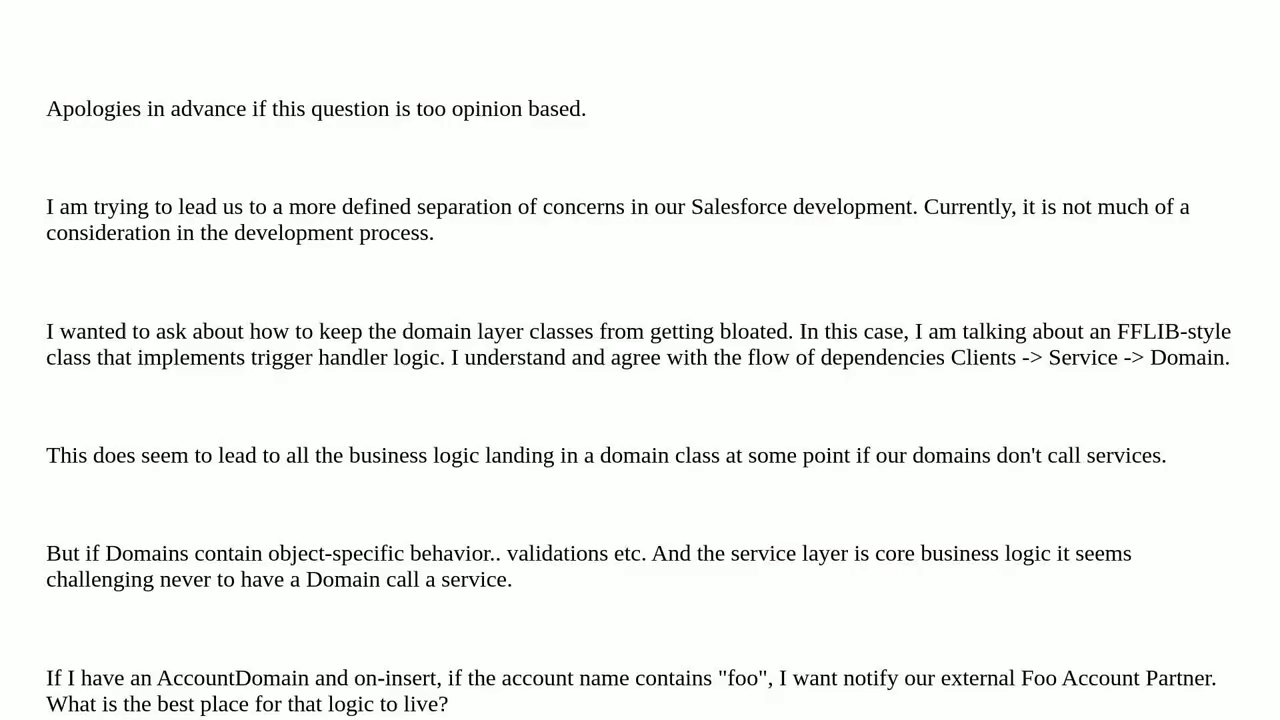 Apologies in advance if this question is too opinion based.
I am trying to lead us to a more defined separation of concerns in our Salesforce development. Currently, it is not much of a
consideration in the development process.
I wanted to ask about how to keep the domain layer classes from getting bloated. In this case, I am talking about an FFLIB-style
class that implements trigger handler logic. I understand and agree with the flow of dependencies Clients -> Service -> Domain.
This does seem to lead to all the business logic landing in a domain class at some point if our domains don't call services.
But if Domains contain object-specific behavior.. validations etc. And the service layer is core business logic it seems
challenging never to have a Domain call a service.
If I have an AccountDomain and on-insert, if the account name contains "foo", I want notify our external Foo Account Partner.
What is the best place for that logic to live?